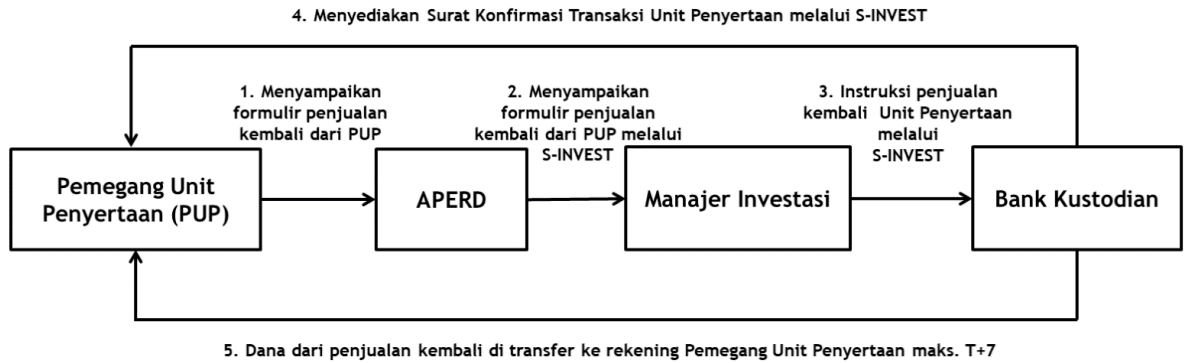 4. Menyediakan Surat Konfirmasi Transaksi Unit Penyertaan melalui S-INVEST
1. Menyampaikan
formulir penjualan
kembali dari PUP
2. Menyampaikan
formulir penjualan
kembali dari PUP melalui
S-INVEST
3. Instruksi penjualan
kembali Unit Penyertaan
melalui
S-INVEST
Pemegang Unit
Penyertaan (PUP)
APERD
Manajer Investasi
Bank Kustodian
5. Dana dari penjualan kembali di transfer ke rekening Pemegang Unit Penyertaan maks. T+7